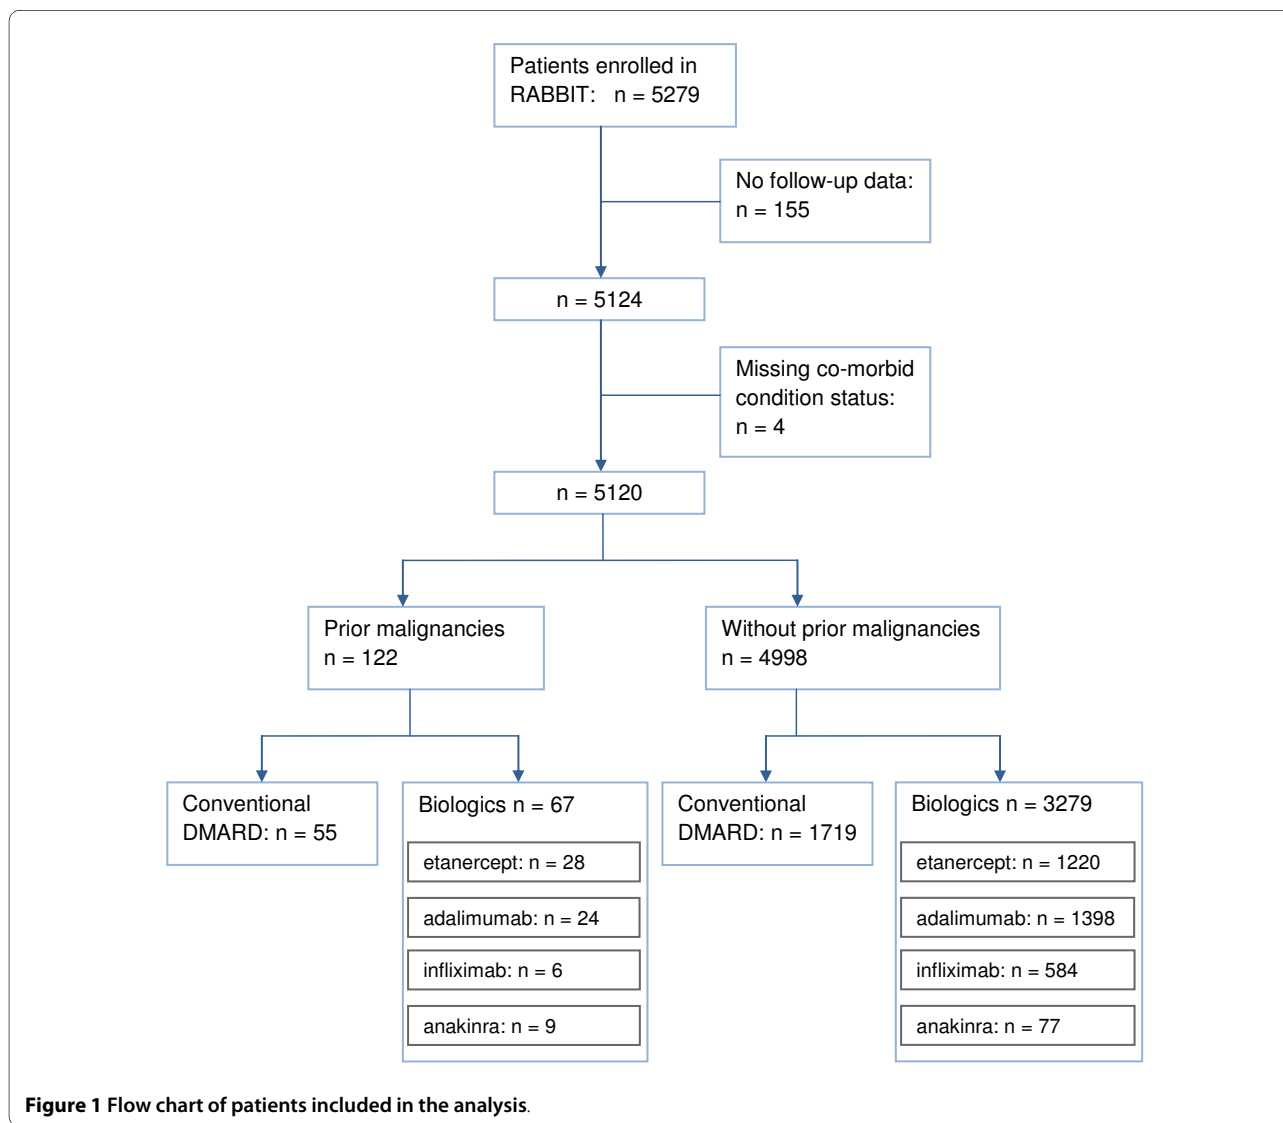 Patients enrolled in
RABBIT: n = 5279
No follow-up data:
n = 155
n = 5124
Missing co-morbid
condition status:
n = 4
n = 5120
Prior malignancies
n = 122
Without prior malignancies
n = 4998
Conventional
DMARD: n = 55
Biologics n = 67
etanercept: n = 28
adalimumab: n = 24
infliximab: n = 6
anakinra: n = 9
Conventional
DMARD: n = 1719
Biologics n = 3279
etanercept: n = 1220
adalimumab: n = 1398
infliximab: n = 584
anakinra: n = 77
Figure 1 Flow chart of patients included in the analysis.